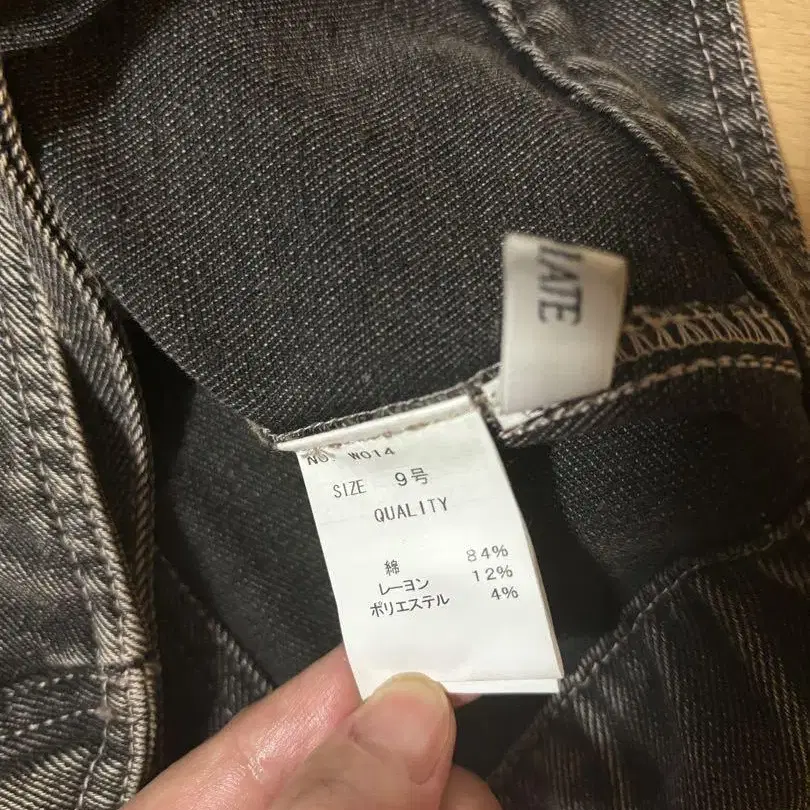 IATE
NO. W014
SIZE 9号
QUALITY
綿 84%
レーヨン 12%
ポリエステル 4%